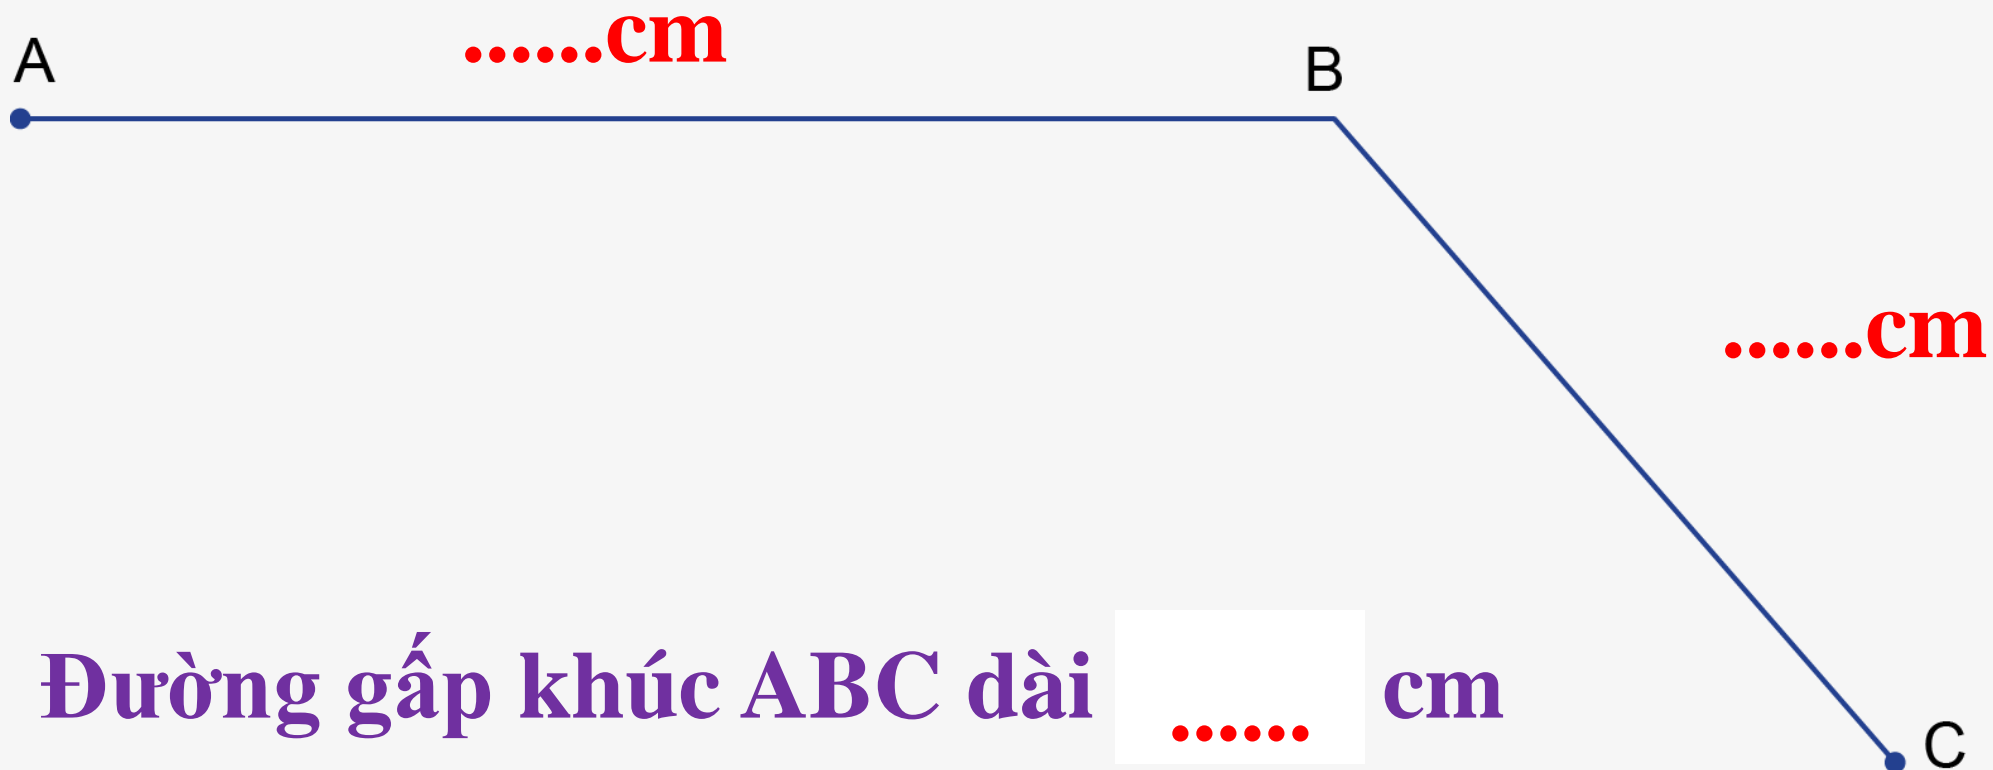 ......cm
A
B
......cm
Đường gấp khúc ABC dài ...... cm
C